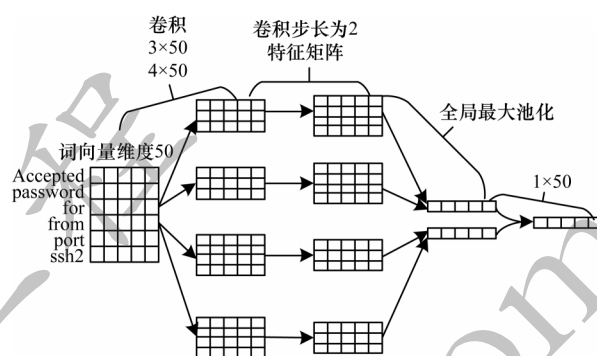 卷积
3×50
4×50
卷积步长为2
特征矩阵
全局最大池化
词向量维度50
1×50
Accepted
password
for
from
port
ssh2